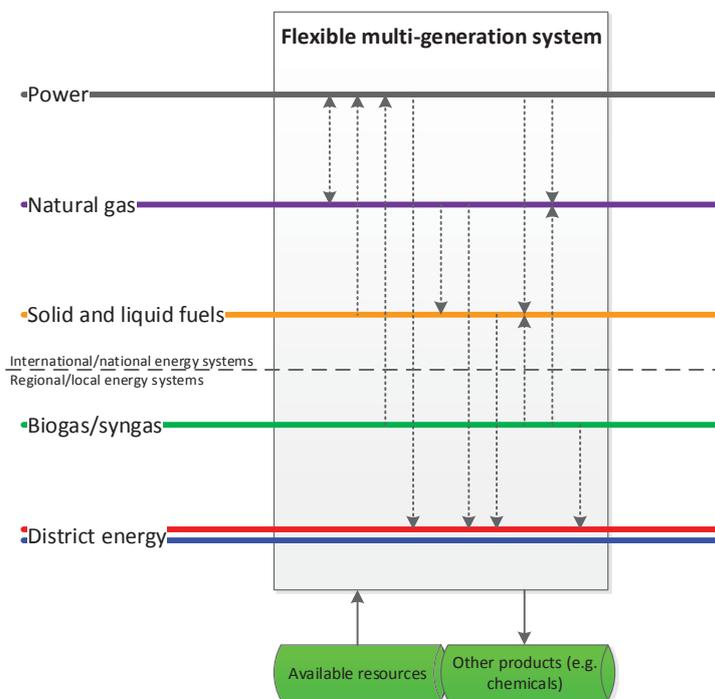 Flexible multi-generation system
Power
Natural gas
Solid and liquid fuels
International/national energy systems
Regional/local energy systems
Biogas/syngas
District energy
Available resources
Other products (e.g.
chemicals)